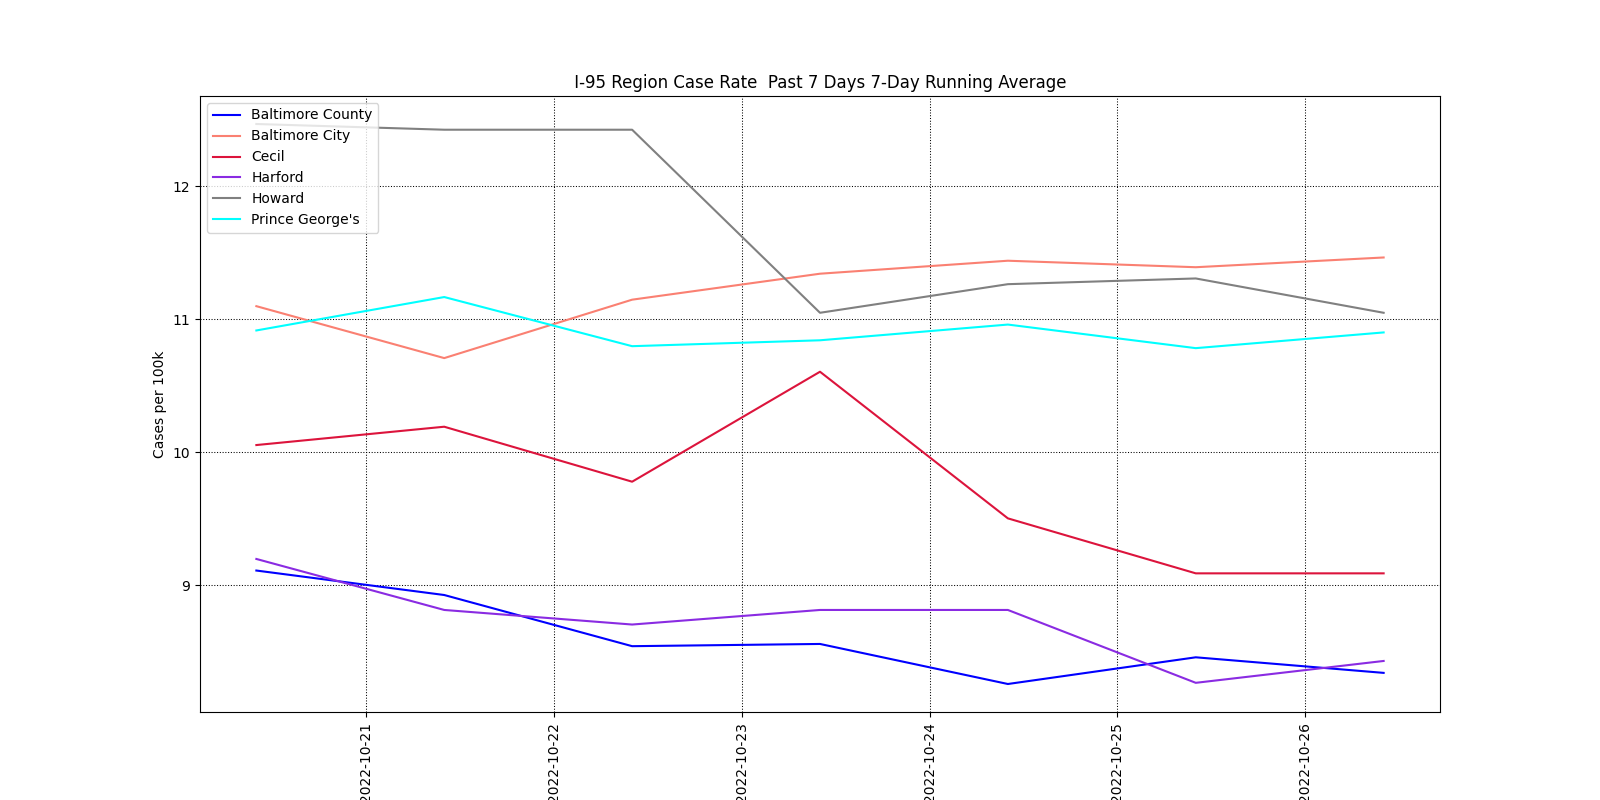 I-95 Region Case Rate  Past 7 Days 7-Day Running Average
Baltimore County
Baltimore City
Cecil
Harford
Howard
Prince George's
12
11
10
9
Cases per 100k
2022-10-21
2022-10-22
2022-10-23
2022-10-24
2022-10-25
2022-10-26